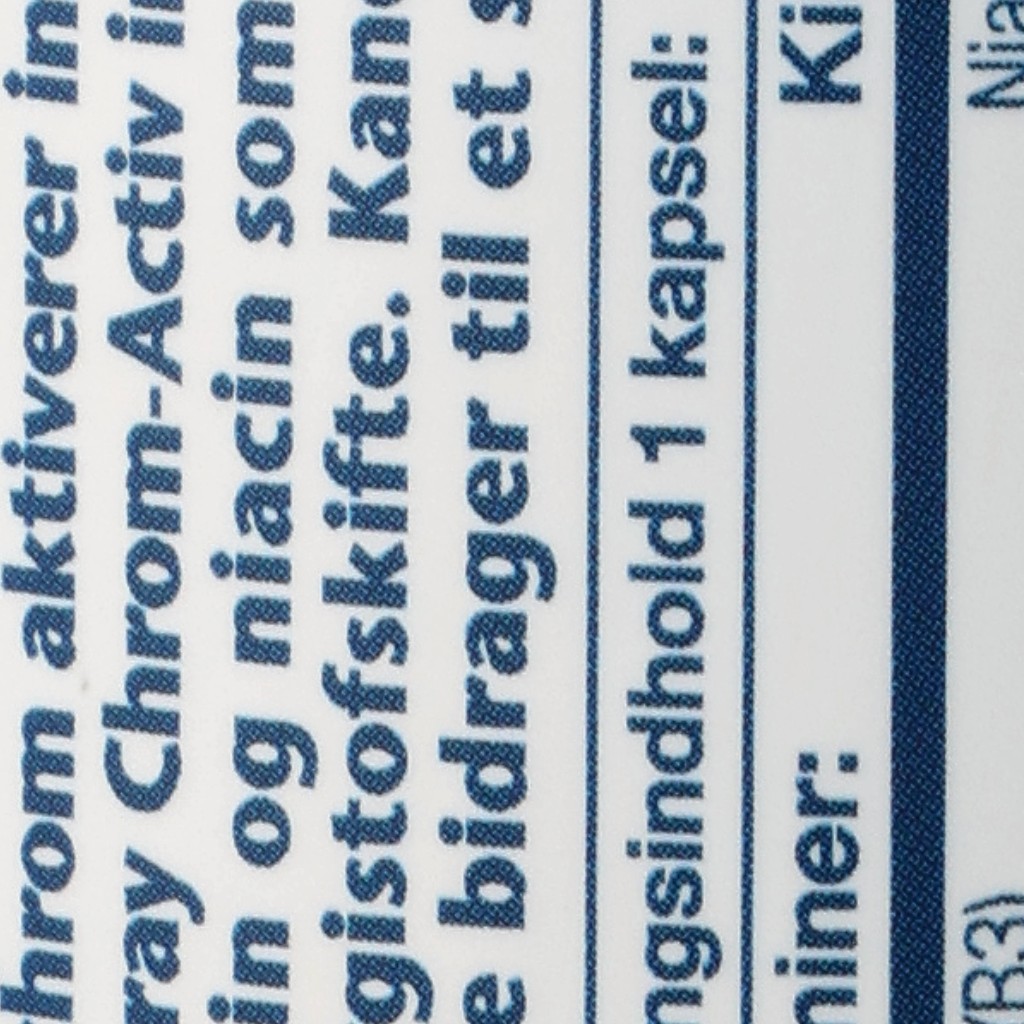 hrom aktiverer in
ray Chrom-Activ in
in og niacin som
gistofskifte. Kan
e bidrager til et s
ngsindhold 1 kapsel:
niner: Ki
(B3) Nia